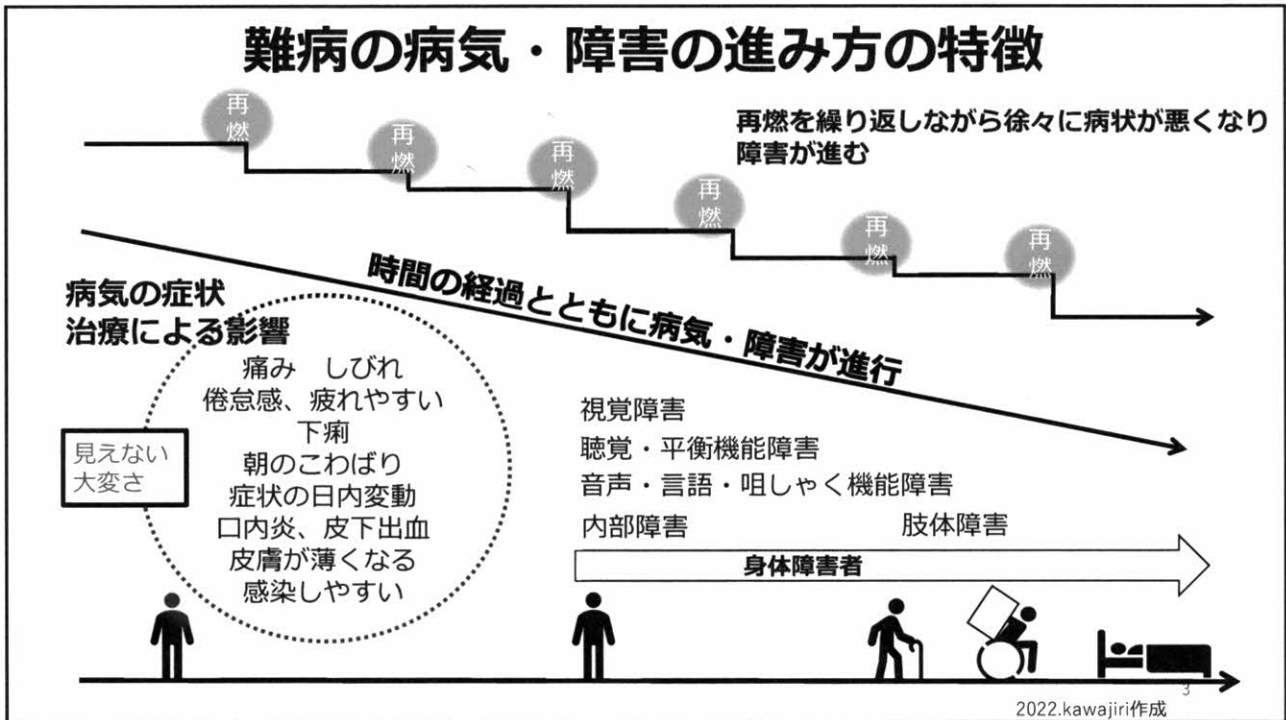 難病の病気・障害の進み方の特徴
再燃
再燃
再燃
再燃
再燃
再燃
再燃を繰り返しながら徐々に病状が悪くなり
障害が進む
時間の経過とともに病気・障害が進行
病気の症状
治療による影響
痛み　しびれ
倦怠感、疲れやすい
下痢
朝のこわばり
症状の日内変動
口内炎、皮下出血
皮膚が薄くなる
感染しやすい
見えない
大変さ
視覚障害
聴覚・平衡機能障害
音声・言語・咀しゃく機能障害
内部障害
肢体障害
身体障害者
3
2022.kawajiri作成